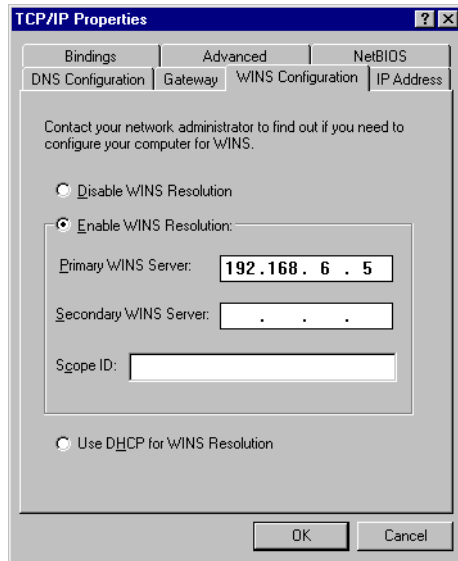 TCP/IP Properties
Bindings Advanced NetBIOS
DNS Configuration Gateway WINS Configuration IP Address
Contact your network administrator to find out if you need to
configure your computer for WINS.
Disable WINS Resolution
Enable WINS Resolution:
Primary WINS Server: 192.168. 6 . 5
Secondary WINS Server: . . .
Scope ID:
Use DHCP for WINS Resolution
OK Cancel